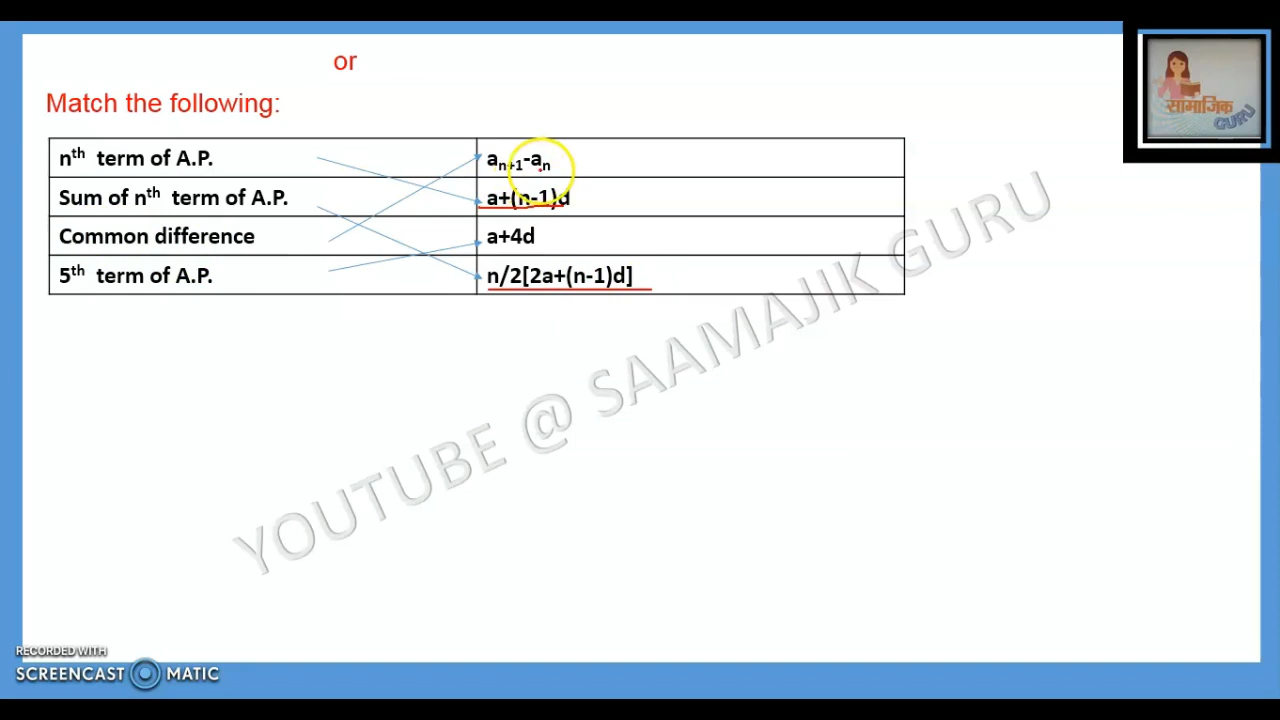 or
सामाजिक
GURU
Match the following:
nth term of A.P. an+1-an
Sum of nth term of A.P. a+(n-1)d
Common difference a+4d
5th term of A.P. n/2[2a+(n-1)d]
YOUTUBE @ SAAMAJIK GURU
RECORDED WITH
SCREENCAST MATIC